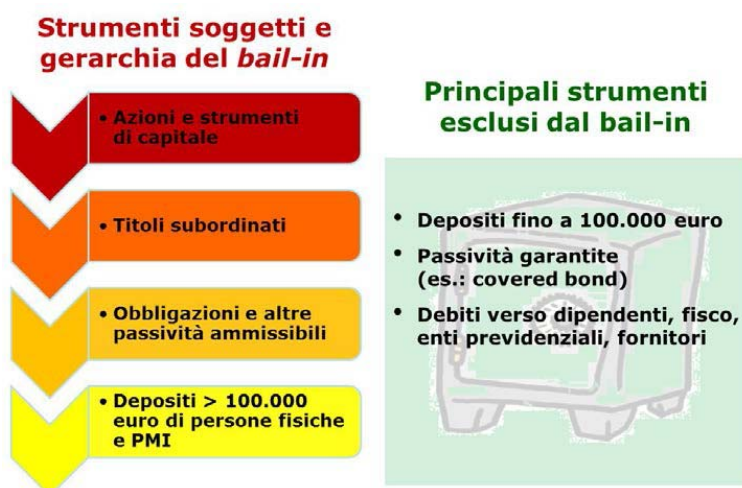 Strumenti soggetti e
gerarchia del bail-in
• Azioni e strumenti
di capitale
• Titoli subordinati
• Obbligazioni e altre
passività ammissibili
• Depositi > 100.000
euro di persone fisiche
e PMI
Principali strumenti
esclusi dal bail-in
• Depositi fino a 100.000 euro
• Passività garantite
(es.: covered bond)
• Debiti verso dipendenti, fisco,
enti previdenziali, fornitori